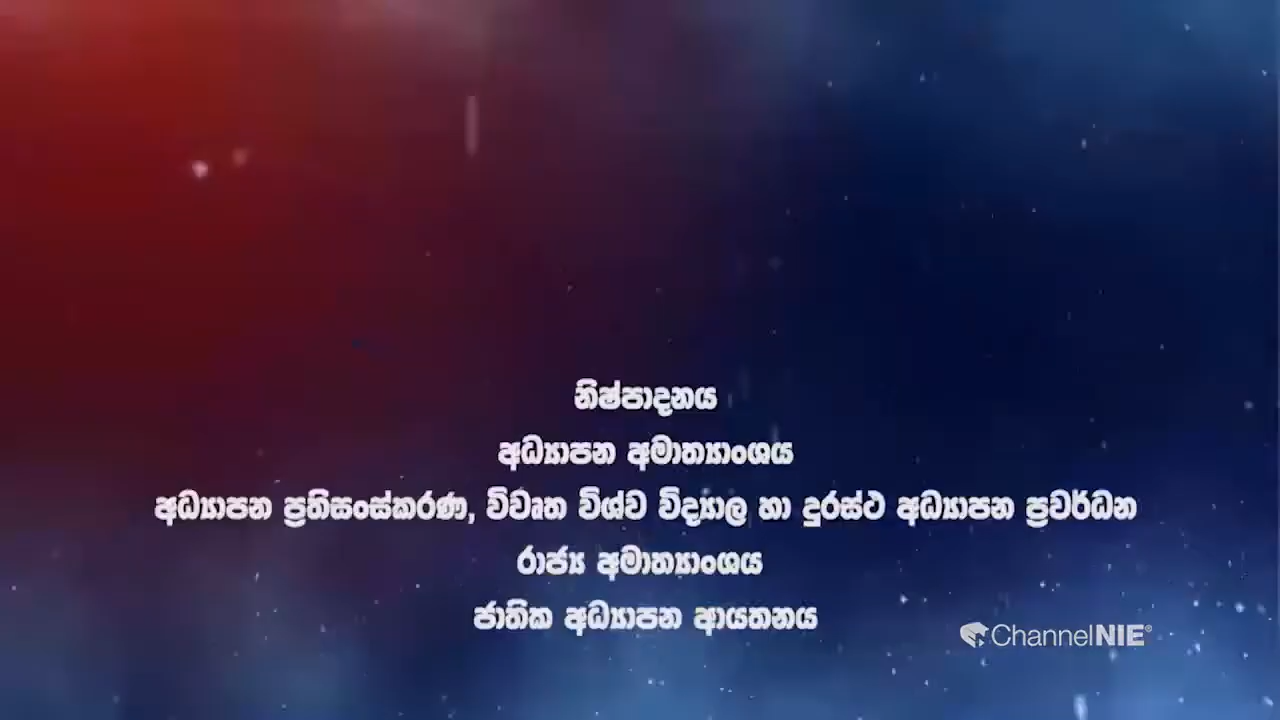 නිෂ්පාදනය
අධ්‍යාපන අමාත්‍යාංශය
අධ්‍යාපන ප්‍රතිසංස්කරණ, විවෘත විශ්ව විද්‍යාල හා දුරස්ථ අධ්‍යාපන ප්‍රවර්ධන
රාජ්‍ය අමාත්‍යාංශය
ජාතික අධ්‍යාපන ආයතනය
ChannelNIE®